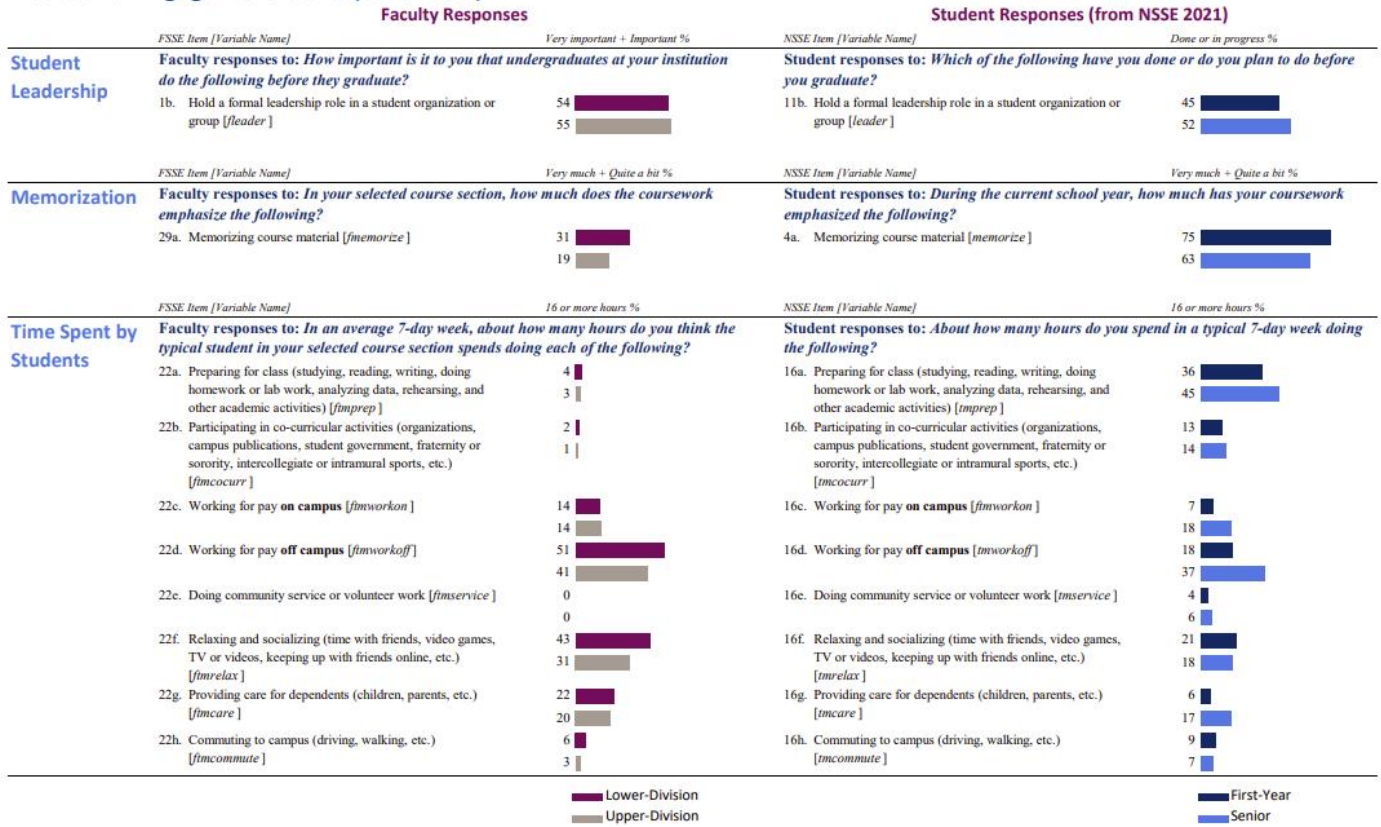 Faculty Responses
Student Responses (from NSSE 2021)
FSSE Item [Variable Name]
Very important + Important %
NSSE Item [Variable Name]
Done or in progress %
Student
Leadership
Faculty responses to: How important is it to you that undergraduates at your institution
do the following before they graduate?
Student responses to: Which of the following have you done or do you plan to do before
you graduate?
1b. Hold a formal leadership role in a student organization or
group [fleader ]
54
55
11b. Hold a formal leadership role in a student organization or
group [leader ]
45
52
FSSE Item [Variable Name]
Very much + Quite a bit %
NSSE Item [Variable Name]
Very much + Quite a bit %
Memorization
Faculty responses to: In your selected course section, how much does the coursework
emphasize the following?
Student responses to: During the current school year, how much has your coursework
emphasized the following?
29a. Memorizing course material [fmemorize ]
31
19
4a. Memorizing course material [memorize ]
75
63
FSSE Item [Variable Name]
16 or more hours %
NSSE Item [Variable Name]
16 or more hours %
Time Spent by
Students
Faculty responses to: In an average 7-day week, about how many hours do you think the
typical student in your selected course section spends doing each of the following?
Student responses to: About how many hours do you spend in a typical 7-day week doing
the following?
22a. Preparing for class (studying, reading, writing, doing
homework or lab work, analyzing data, rehearsing, and
other academic activities) [ftmprep ]
4
3
16a. Preparing for class (studying, reading, writing, doing
homework or lab work, analyzing data, rehearsing, and
other academic activities) [tmprep ]
36
45
22b. Participating in co-curricular activities (organizations,
campus publications, student government, fraternity or
sorority, intercollegiate or intramural sports, etc.)
[ftmcocurr ]
2
1
16b. Participating in co-curricular activities (organizations,
campus publications, student government, fraternity or
sorority, intercollegiate or intramural sports, etc.)
[tmcocurr ]
13
14
22c. Working for pay on campus [ftmworkon ]
14
14
16c. Working for pay on campus [ftmworkon ]
7
18
22d. Working for pay off campus [ftmworkoff ]
51
41
16d. Working for pay off campus [tmworkoff ]
18
37
22e. Doing community service or volunteer work [ftmservice ]
0
0
16e. Doing community service or volunteer work [tmservice ]
4
6
22f. Relaxing and socializing (time with friends, video games,
TV or videos, keeping up with friends online, etc.)
[ftmrelax ]
43
31
16f. Relaxing and socializing (time with friends, video games,
TV or videos, keeping up with friends online, etc.)
[tmrelax ]
21
18
22g. Providing care for dependents (children, parents, etc.)
[ftmcare ]
22
20
16g. Providing care for dependents (children, parents, etc.)
[tmcare ]
6
17
22h. Commuting to campus (driving, walking, etc.)
[ftmcommute ]
6
3
16h. Commuting to campus (driving, walking, etc.)
[tmcommute ]
9
7
Lower-Division
Upper-Division
First-Year
Senior